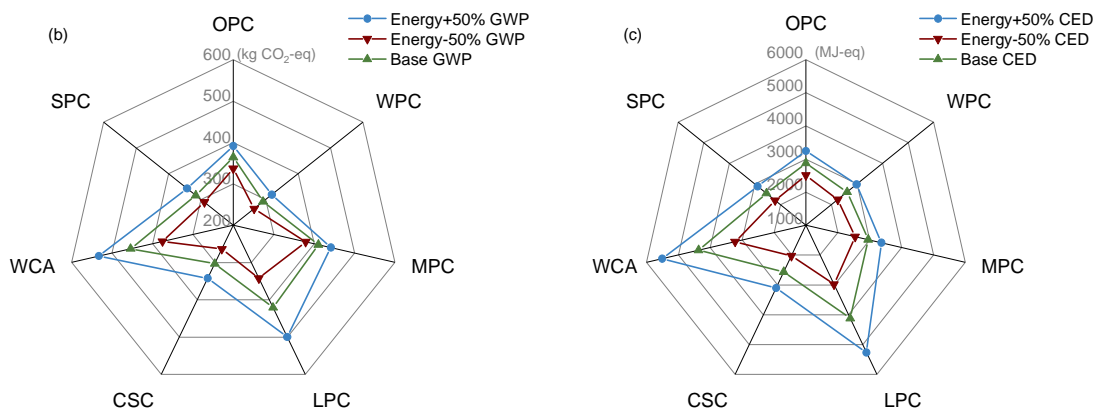 (b)
OPC
Energy+50% GWP
Energy-50% GWP
Base GWP
600 (kg CO₂-eq)
500
400
300
200
SPC
WPC
WCA
MPC
CSC
LPC
(c)
OPC
Energy+50% CED
Energy-50% CED
Base CED
6000 (MJ-eq)
5000
4000
3000
2000
1000
SPC
WPC
WCA
MPC
CSC
LPC